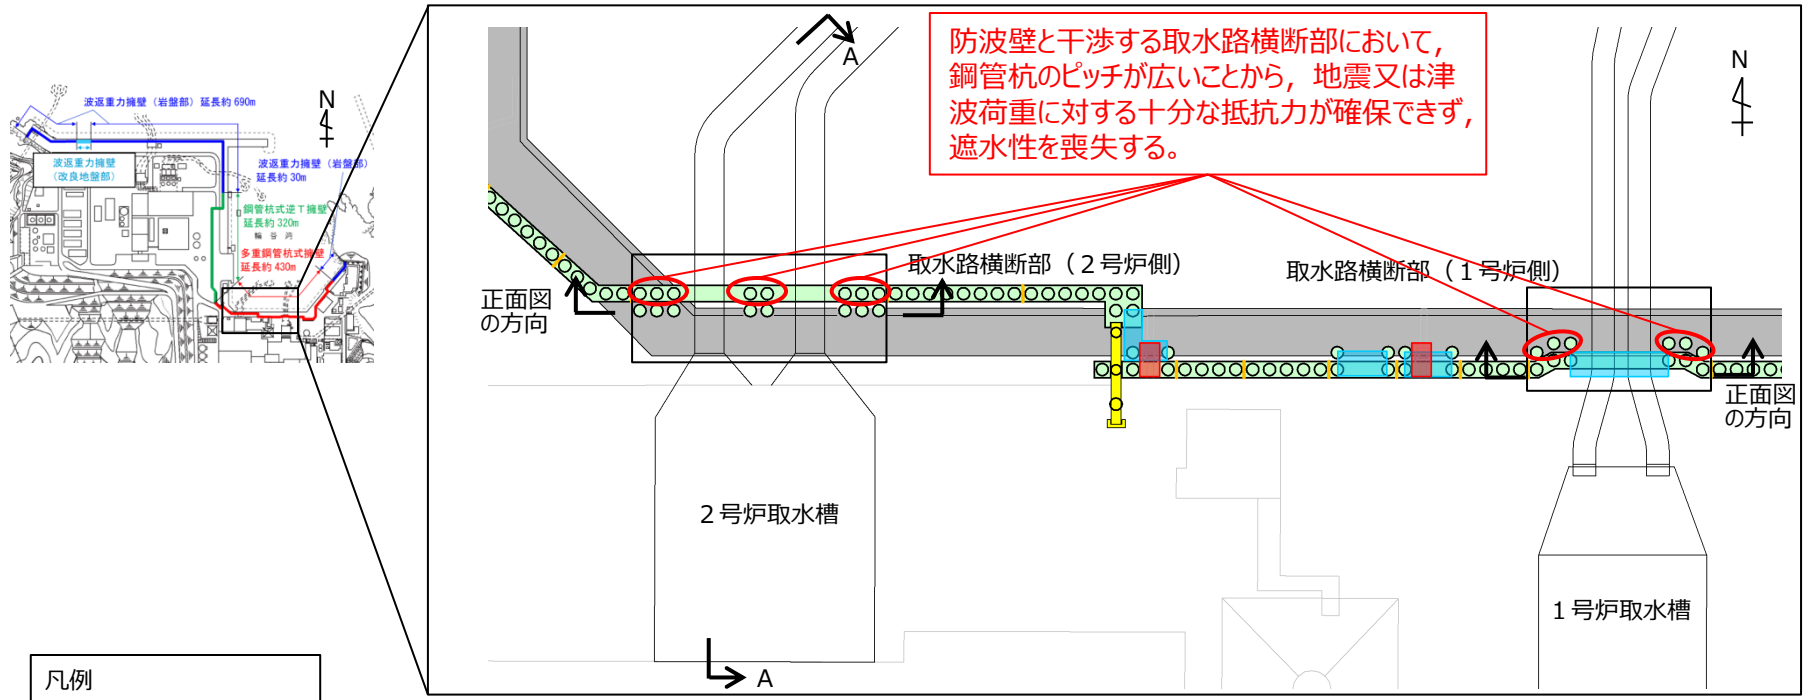 防波壁と干渉する取水路横断部において，
鋼管杭のピッチが広いことから，地震又は津
波荷重に対する十分な抵抗力が確保できず，
遮水性を喪失する。
N
波返重力擁壁（岩盤部）延長約690m
波返重力擁壁
（改良地盤部）
波返重力擁壁（岩盤部）
延長約30m
鋼管杭式逆Ｔ擁壁
延長約320m
輪谷湾
多重鋼管杭式擁壁
延長約430m
A
N
取水路横断部（２号炉側）
取水路横断部（１号炉側）
正面図
の方向
正面図
の方向
２号炉取水槽
１号炉取水槽
A
凡例